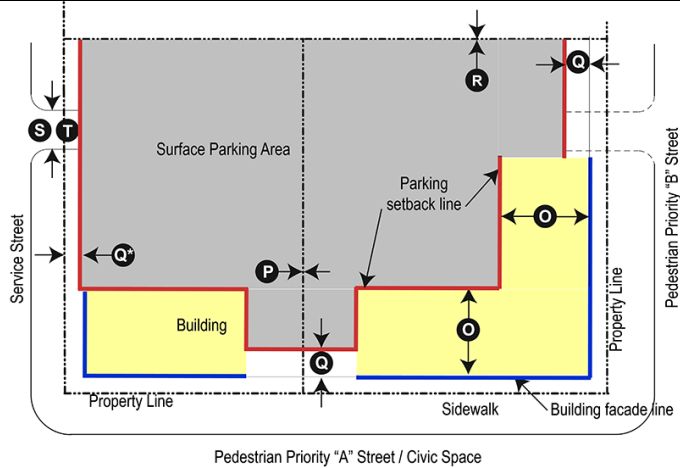 R
Q
S
T
Surface Parking Area
Parking
setback line
O
Pedestrian Priority "B" Street
Service Street
Q*
P
Property Line
Building
O
Q
Property Line
Sidewalk
Building facade line
Pedestrian Priority "A" Street / Civic Space